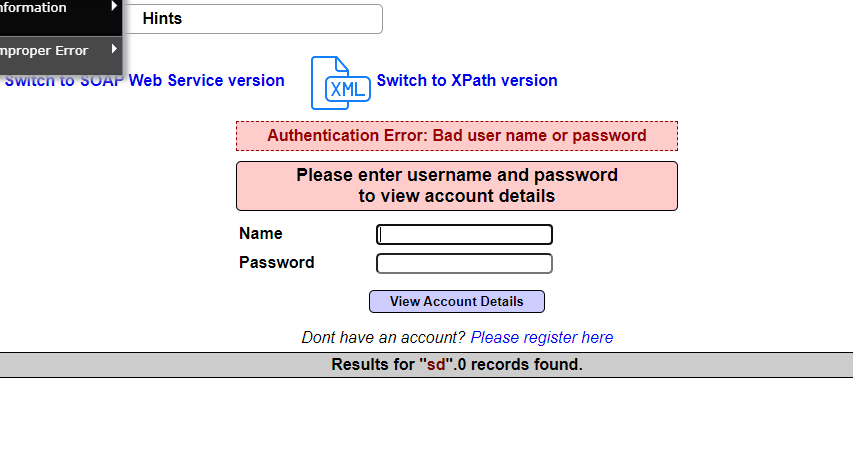 nformation
Hints
mproper Error
Switch to SOAP Web Service version
XML
Switch to XPath version
Authentication Error: Bad user name or password
Please enter username and password
to view account details
Name
Password
View Account Details
Dont have an account? Please register here
Results for "sd".0 records found.